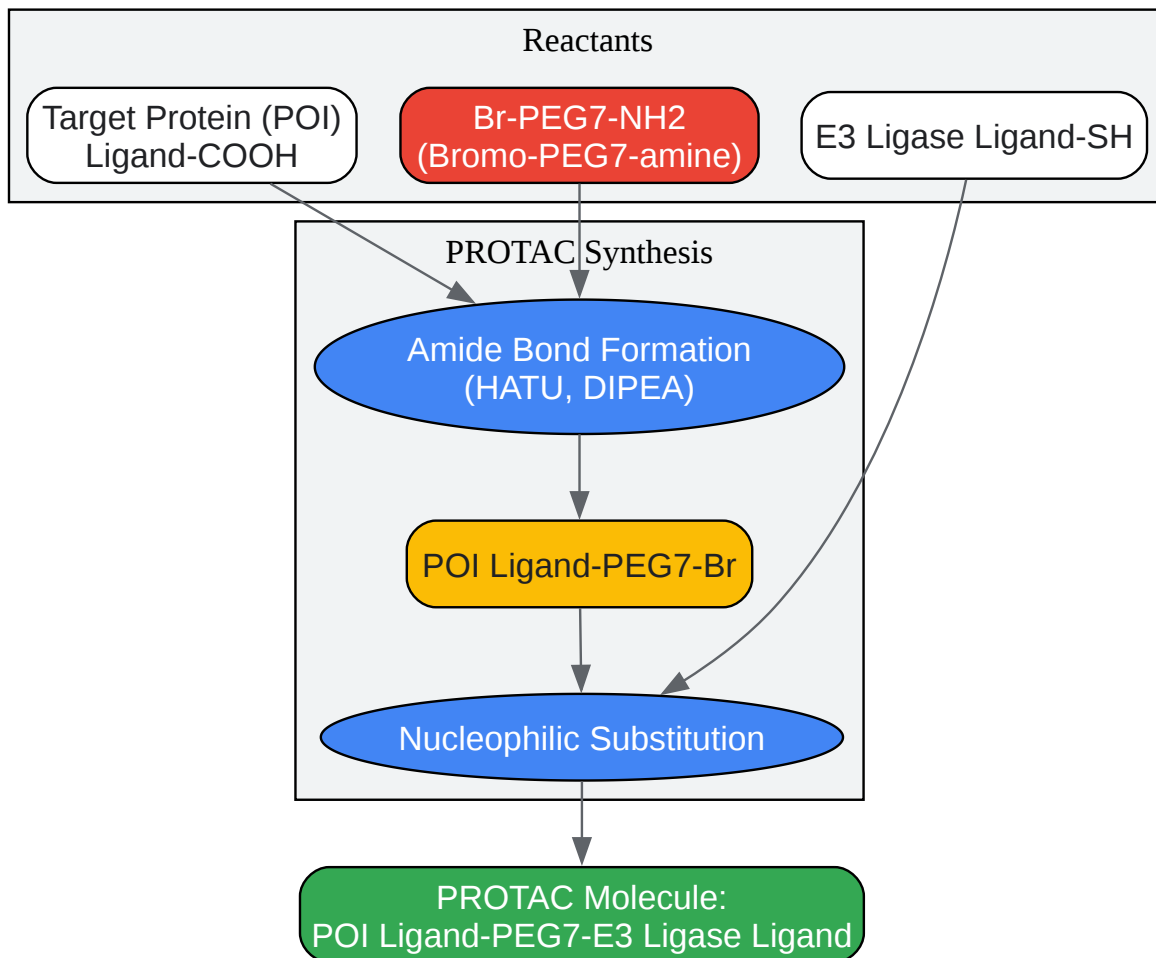 Reactants
Target Protein (POI)
Ligand-COOH
Br-PEG7-NH2
(Bromo-PEG7-amine)
E3 Ligase Ligand-SH
PROTAC Synthesis
Amide Bond Formation
(HATU, DIPEA)
POI Ligand-PEG7-Br
Nucleophilic Substitution
PROTAC Molecule:
POI Ligand-PEG7-E3 Ligase Ligand